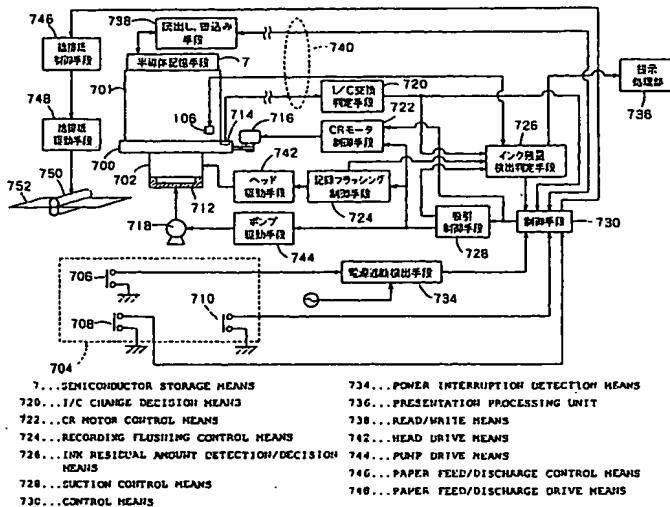 746
給排紙
制御手段
748
給排紙
駆動手段
752
750
738
読出し,書込み
手段
半導体記憶手段
7
701
106
714
716
700
702
712
718
740
I/C交換
判定手段
720
CRモータ
制御手段
722
742
ヘッド
駆動手段
記録フラッシング
制御手段
724
ポンプ
駆動手段
744
吸引
制御手段
728
726
インク残量
検出判定手段
制御手段
730
処理部
736
706
708
710
704
電源遮断検出手段
734
7...SEMICONDUCTOR STORAGE MEANS
720...I/C CHANGE DECISION MEANS
722...CR MOTOR CONTROL MEANS
724...RECORDING FLUSHING CONTROL MEANS
726...INK RESIDUAL AMOUNT DETECTION/DECISION
MEANS
728...SUCTION CONTROL MEANS
730...CONTROL MEANS
734...POWER INTERRUPTION DETECTION MEANS
736...PRESENTATION PROCESSING UNIT
738...READ/WRITE MEANS
742...HEAD DRIVE MEANS
744...PUMP DRIVE MEANS
746...PAPER FEED/DISCHARGE CONTROL MEANS
748...PAPER FEED/DISCHARGE DRIVE MEANS